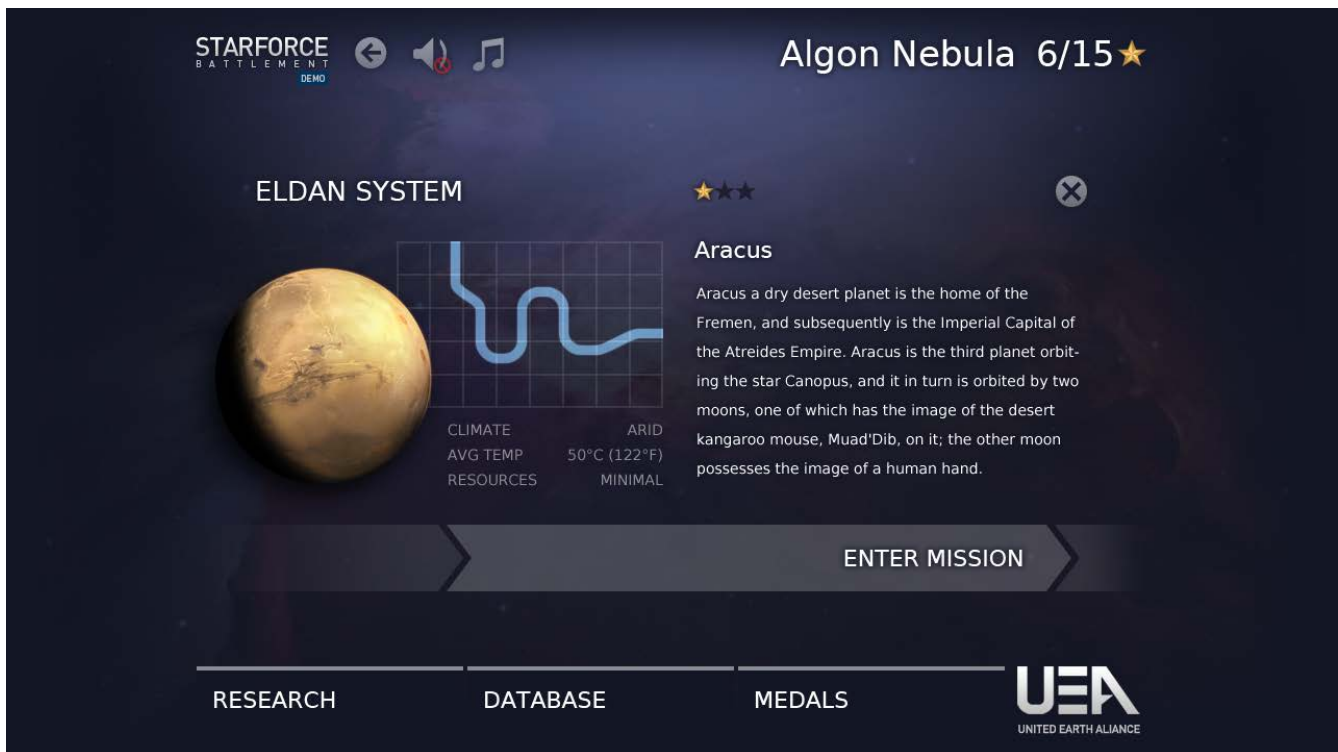 STARFORCE
BATTLEMENT
DEMO
Algon Nebula 6/15
ELDAN SYSTEM
Aracus
Aracus a dry desert planet is the home of the
Fremen, and subsequently is the Imperial Capital of
the Atreides Empire. Aracus is the third planet orbit-
ing the star Canopus, and it in turn is orbited by two
moons, one of which has the image of the desert
kangaroo mouse, Muad'Dib, on it; the other moon
possesses the image of a human hand.
CLIMATE ARID
AVG TEMP 50°C (122°F)
RESOURCES MINIMAL
ENTER MISSION
RESEARCH DATABASE MEDALS
UEA
UNITED EARTH ALLIANCE